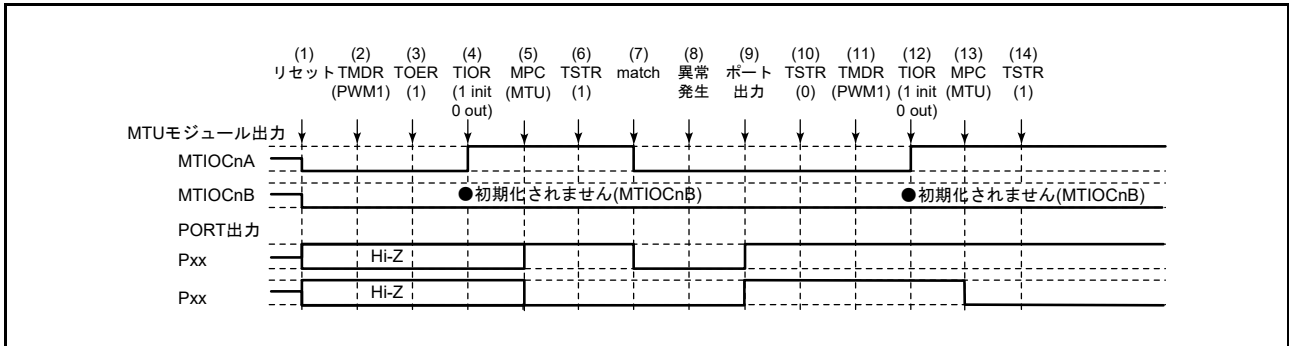 (1) (2) (3) (4) (5) (6) (7) (8) (9) (10) (11) (12) (13) (14)
リセット TMDR TOER TIOR MPC TSTR match 異常 ポート TSTR TMDR TIOR MPC TSTR
(PWM1) (1) (1 init (MTU) (1) 発生 出力 (0) (PWM1) (1 init (MTU) (1)
0 out) 0 out)
MTUモジュール出力
MTIOCnA
MTIOCnB ●初期化されません(MTIOCnB) ●初期化されません(MTIOCnB)
PORT出力
Pxx Hi-Z
Pxx Hi-Z